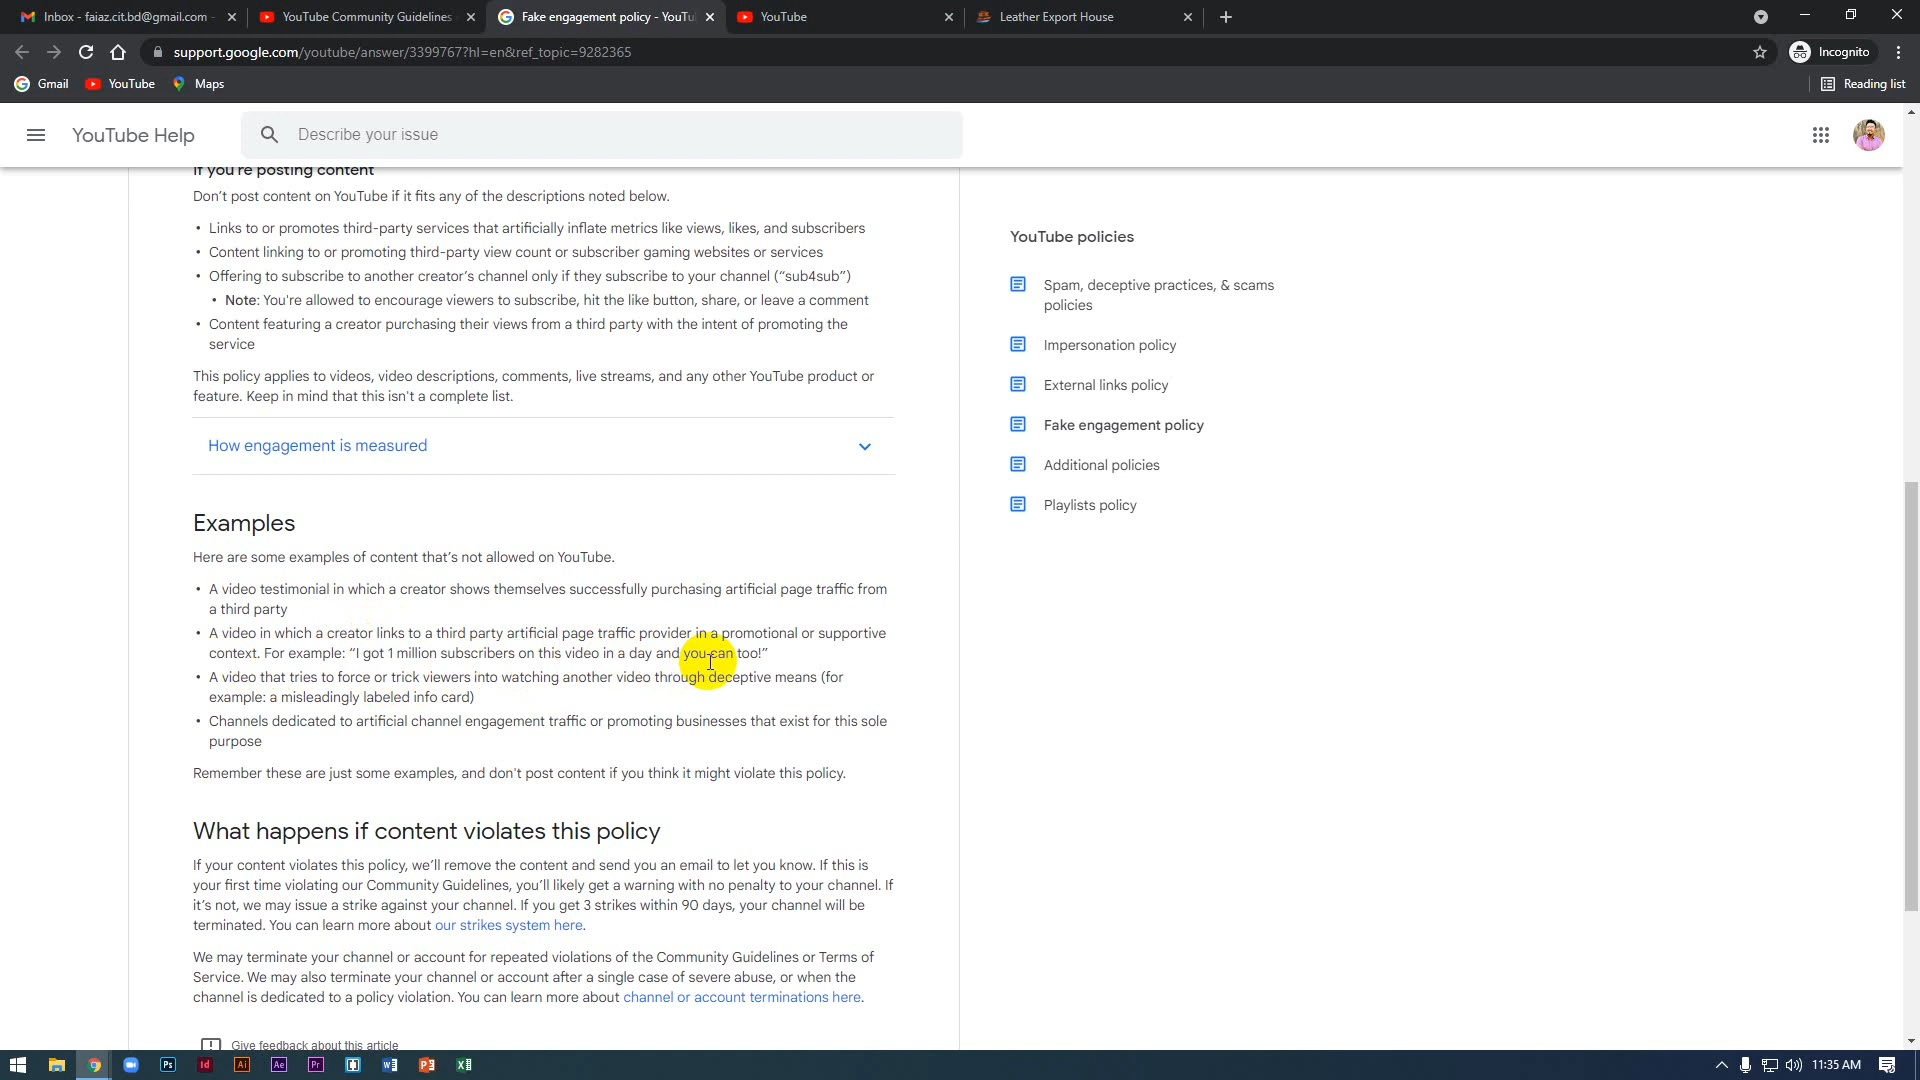 Inbox - faiaz.cit.bd@gmail.com -
YouTube Community Guidelines
Fake engagement policy - YouTu
YouTube
Leather Export House
support.google.com/youtube/answer/3399767?hl=en&ref_topic=9282365
Incognito
Gmail
YouTube
Maps
Reading list
YouTube Help
Describe your issue
If you're posting content
Don't post content on YouTube if it fits any of the descriptions noted below.
• Links to or promotes third-party services that artificially inflate metrics like views, likes, and subscribers
• Content linking to or promoting third-party view count or subscriber gaming websites or services
• Offering to subscribe to another creator's channel only if they subscribe to your channel (“sub4sub”)
• Note: You're allowed to encourage viewers to subscribe, hit the like button, share, or leave a comment
• Content featuring a creator purchasing their views from a third party with the intent of promoting the
service
This policy applies to videos, video descriptions, comments, live streams, and any other YouTube product or
feature. Keep in mind that this isn't a complete list.
How engagement is measured
Examples
Here are some examples of content that’s not allowed on YouTube.
• A video testimonial in which a creator shows themselves successfully purchasing artificial page traffic from
a third party
• A video in which a creator links to a third party artificial page traffic provider in a promotional or supportive
context. For example: “I got 1 million subscribers on this video in a day and you can too!”
• A video that tries to force or trick viewers into watching another video through deceptive means (for
example: a misleadingly labeled info card)
• Channels dedicated to artificial channel engagement traffic or promoting businesses that exist for this sole
purpose
Remember these are just some examples, and don't post content if you think it might violate this policy.
What happens if content violates this policy
If your content violates this policy, we’ll remove the content and send you an email to let you know. If this is
your first time violating our Community Guidelines, you’ll likely get a warning with no penalty to your channel. If
it’s not, we may issue a strike against your channel. If you get 3 strikes within 90 days, your channel will be
terminated. You can learn more about our strikes system here.
We may terminate your channel or account for repeated violations of the Community Guidelines or Terms of
Service. We may also terminate your channel or account after a single case of severe abuse, or when the
channel is dedicated to a policy violation. You can learn more about channel or account terminations here.
Give feedback about this article
YouTube policies
Spam, deceptive practices, & scams
policies
Impersonation policy
External links policy
Fake engagement policy
Additional policies
Playlists policy
Ps
Id
Ai
Ae
Pr
11:35 AM